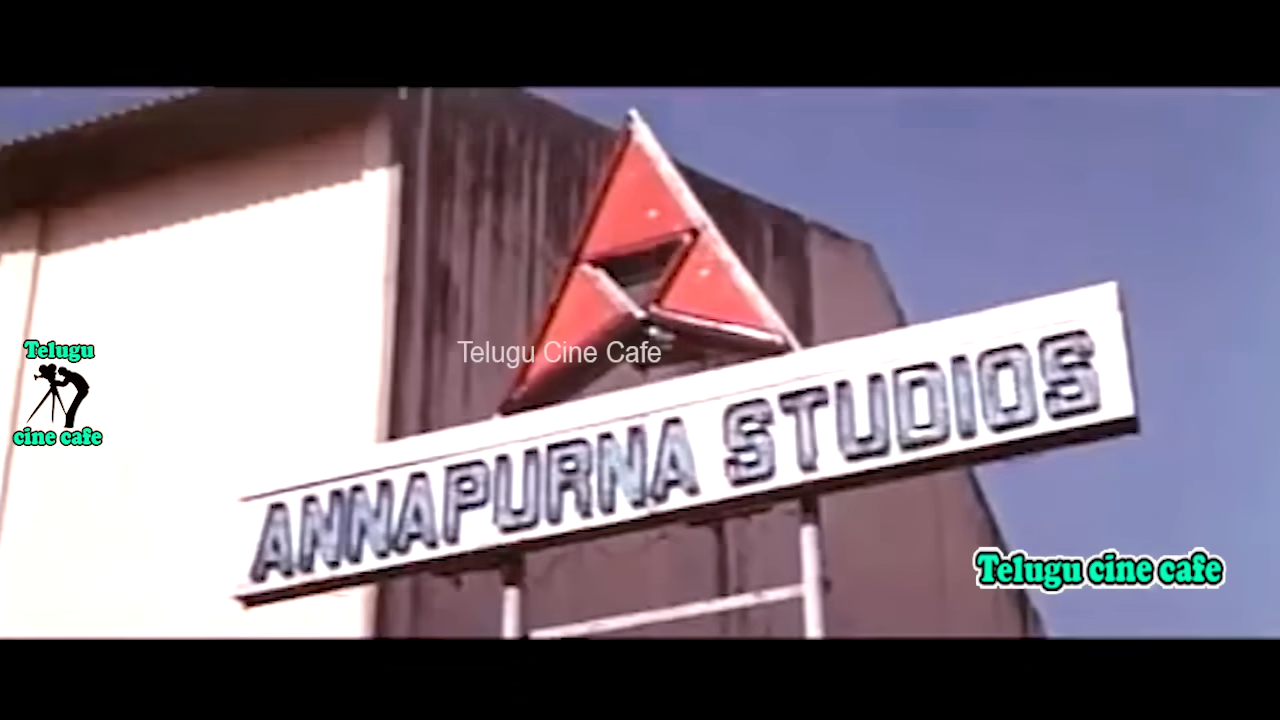 Telugu
cine cafe
Telugu Cine Cafe
ANNAPURNA STUDIOS
Telugu cine cafe